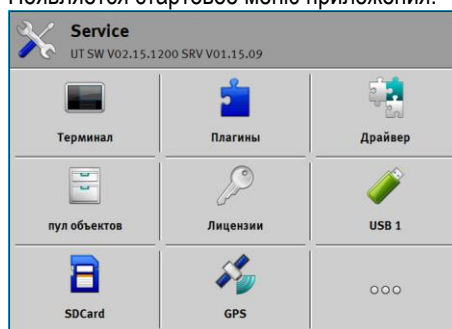 Появляется стартовое меню приложения.
Service
UT SW V02.15.1200 SRV V01.15.09
Терминал
Плагины
Драйвер
пул объектов
Лицензии
USB 1
SDCard
GPS